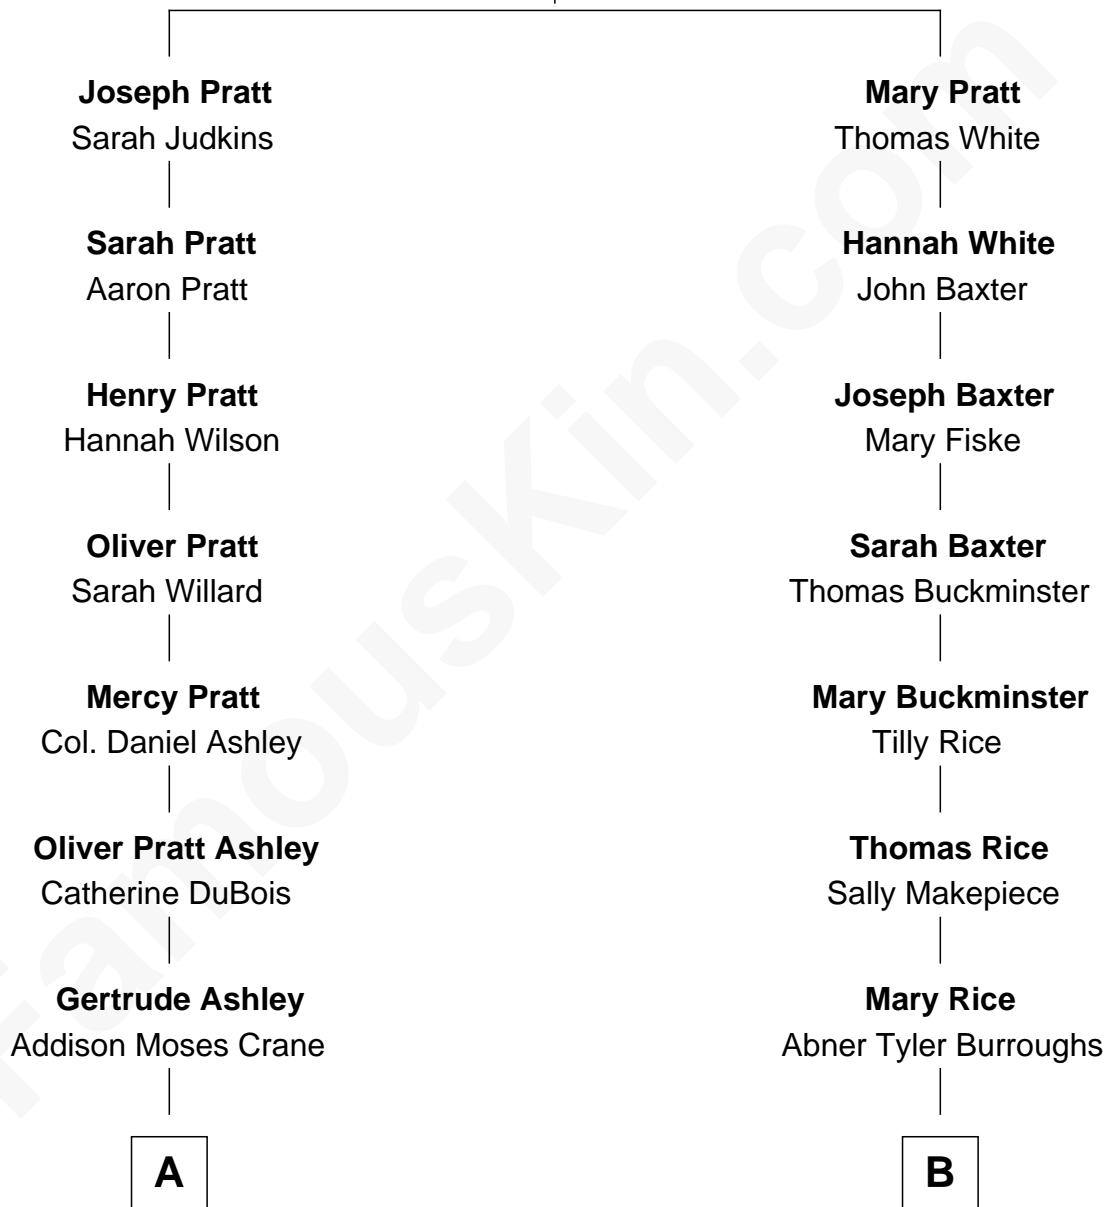 Joseph Pratt
Sarah Judkins
Mary Pratt
Thomas White
Sarah Pratt
Aaron Pratt
Hannah White
John Baxter
Henry Pratt
Hannah Wilson
Joseph Baxter
Mary Fiske
Oliver Pratt
Sarah Willard
Sarah Baxter
Thomas Buckminster
Mercy Pratt
Col. Daniel Ashley
Mary Buckminster
Tilly Rice
Oliver Pratt Ashley
Catherine DuBois
Thomas Rice
Sally Makepiece
Gertrude Ashley
Addison Moses Crane
Mary Rice
Abner Tyler Burroughs
A
B
FamousKin.com